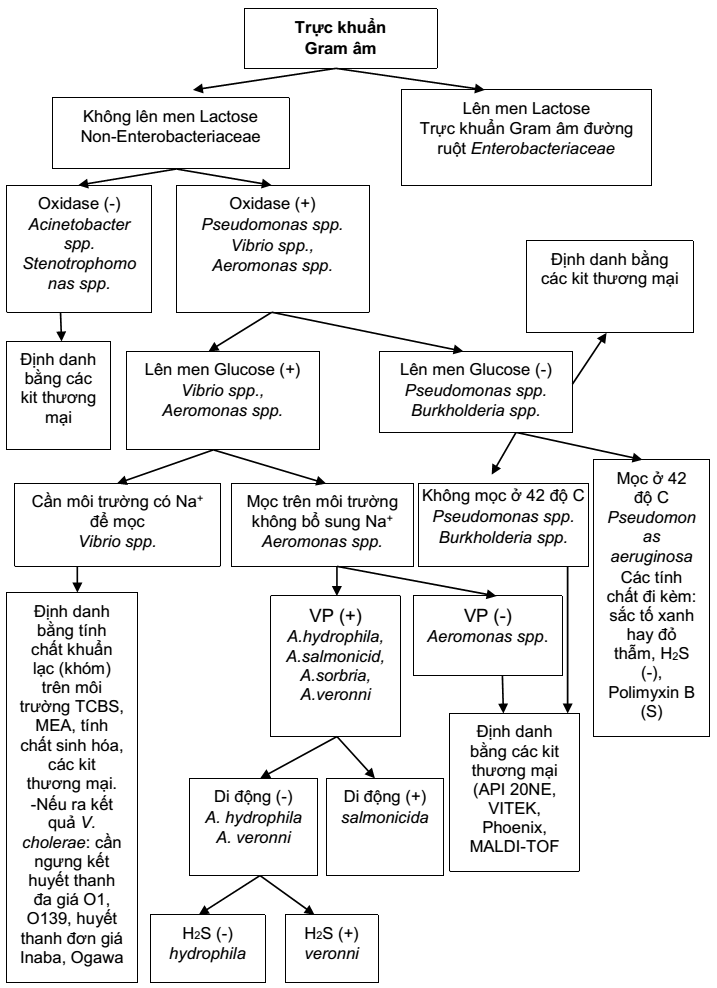 Trực khuẩn
Gram âm
Không lên men Lactose
Non-Enterobacteriaceae
Lên men Lactose
Trực khuẩn Gram âm đường
ruột Enterobacteriaceae
Oxidase (-)
Acinetobacter
spp.
Stenotrophomo
nas spp.
Oxidase (+)
Pseudomonas spp.
Vibrio spp.,
Aeromonas spp.
Định danh bằng
các kit thương mại
Định danh
bằng các
kit thương
mại
Lên men Glucose (+)
Vibrio spp.,
Aeromonas spp.
Lên men Glucose (-)
Pseudomonas spp.
Burkholderia spp.
Cần môi trường có Na⁺
để mọc
Vibrio spp.
Mọc trên môi trường
không bổ sung Na⁺
Aeromonas spp.
Không mọc ở 42 độ C
Pseudomonas spp.
Burkholderia spp.
Mọc ở 42
độ C
Pseudomon
as
aeruginosa
Các tính
chất đi kèm:
sắc tố xanh
hay đỏ
thẫm, H₂S
(-),
Polimyxin B
(S)
Định danh
bằng tính
chất khuẩn
lạc (khóm)
trên môi
trường TCBS,
MEA, tính
chất sinh hóa,
các kit
thương mại.
-Nếu ra kết
quả V.
cholerae: cần
ngưng kết
huyết thanh
đa giá O1,
O139, huyết
thanh đơn giá
Inaba, Ogawa
VP (+)
A.hydrophila,
A.salmonicid,
A.sorbria,
A.veronni
VP (-)
Aeromonas spp.
Định danh
bằng các kit
thương mại
(API 20NE,
VITEK,
Phoenix,
MALDI-TOF
Di động (-)
A. hydrophila
A. veronni
Di động (+)
salmonicida
H₂S (-)
hydrophila
H₂S (+)
veronni